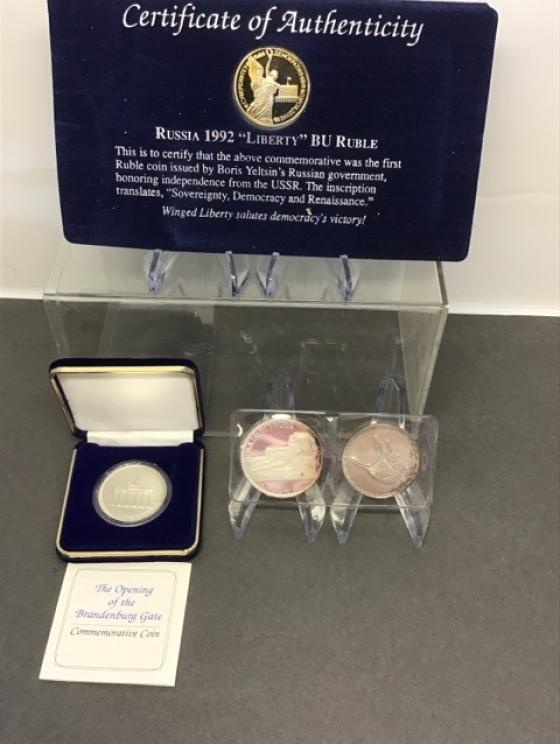 Certificate of Authenticity
RUSSIA 1992 "LIBERTY" BU RUBLE
This is to certify that the above commemorative was the first
Ruble coin issued by Boris Yeltsin's Russian government,
honoring independence from the USSR. The inscription
translates, "Sovereignty, Democracy and Renaissance."
Winged Liberty salutes democracy's victory!
The Opening
of the
Brandenburg Gate
Commemorative Coin